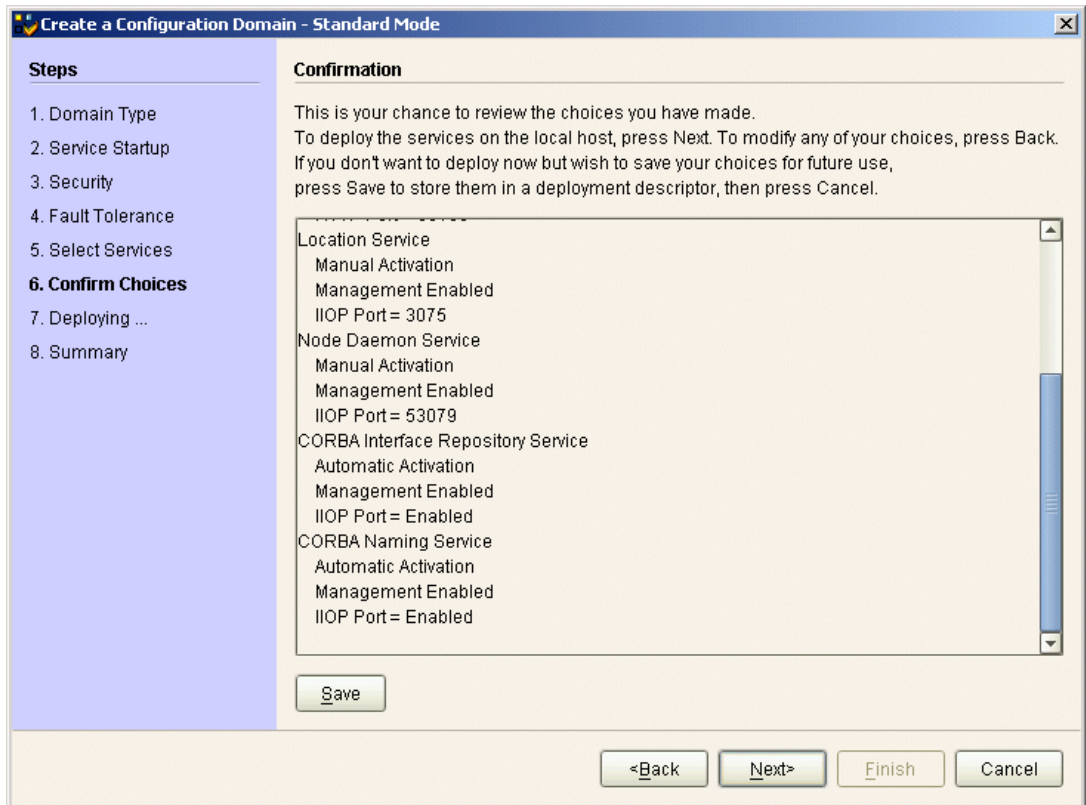 Create a Configuration Domain - Standard Mode
Steps
1. Domain Type
2. Service Startup
3. Security
4. Fault Tolerance
5. Select Services
6. Confirm Choices
7. Deploying ...
8. Summary
Confirmation
This is your chance to review the choices you have made.
To deploy the services on the local host, press Next. To modify any of your choices, press Back.
If you don't want to deploy now but wish to save your choices for future use,
press Save to store them in a deployment descriptor, then press Cancel.
Location Service
Manual Activation
Management Enabled
IIOP Port = 3075
Node Daemon Service
Manual Activation
Management Enabled
IIOP Port = 53079
CORBA Interface Repository Service
Automatic Activation
Management Enabled
IIOP Port = Enabled
CORBA Naming Service
Automatic Activation
Management Enabled
IIOP Port = Enabled
Save
<Back Next> Finish Cancel